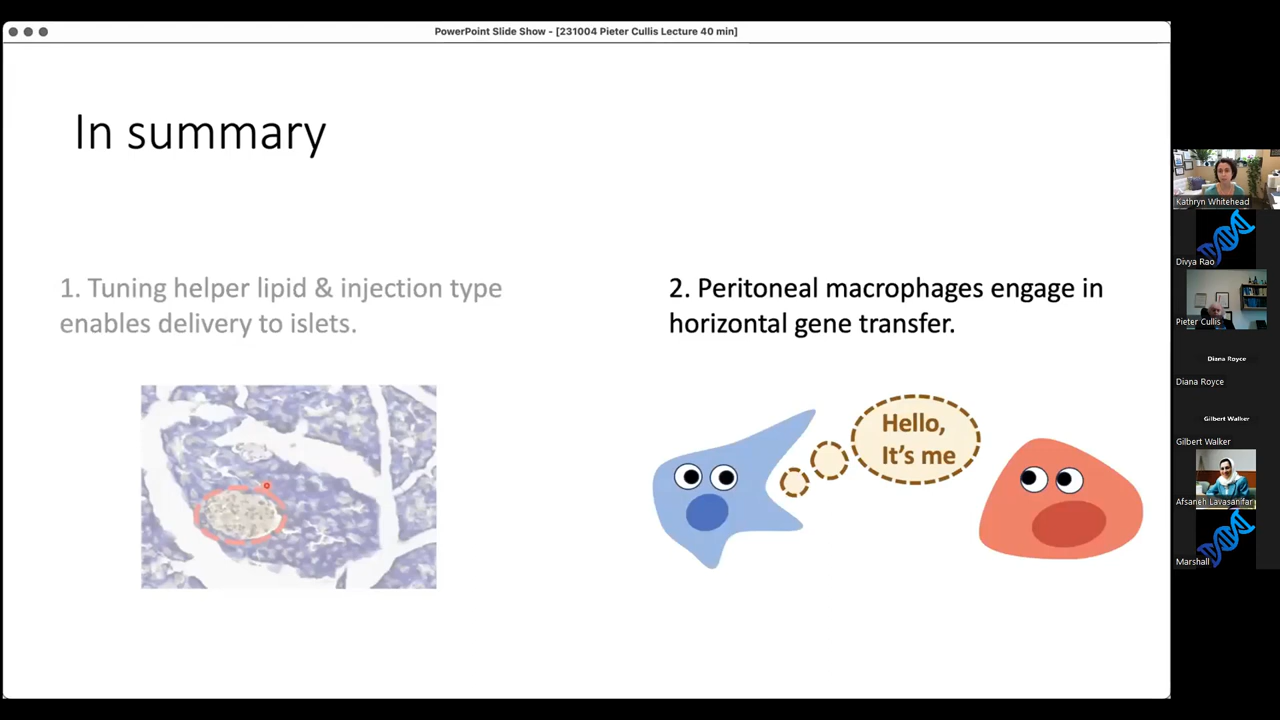 PowerPoint Slide Show - [231004 Pieter Cullis Lecture 40 min]
In summary
1. Tuning helper lipid & injection type
enables delivery to islets.
2. Peritoneal macrophages engage in
horizontal gene transfer.
Hello,
It's me
Kathryn Whitehead
Divya Rao
Pieter Cullis
Diana Royce
Diana Royce
Gilbert Walker
Gilbert Walker
Afsaneh Lavasanifar
Marshall